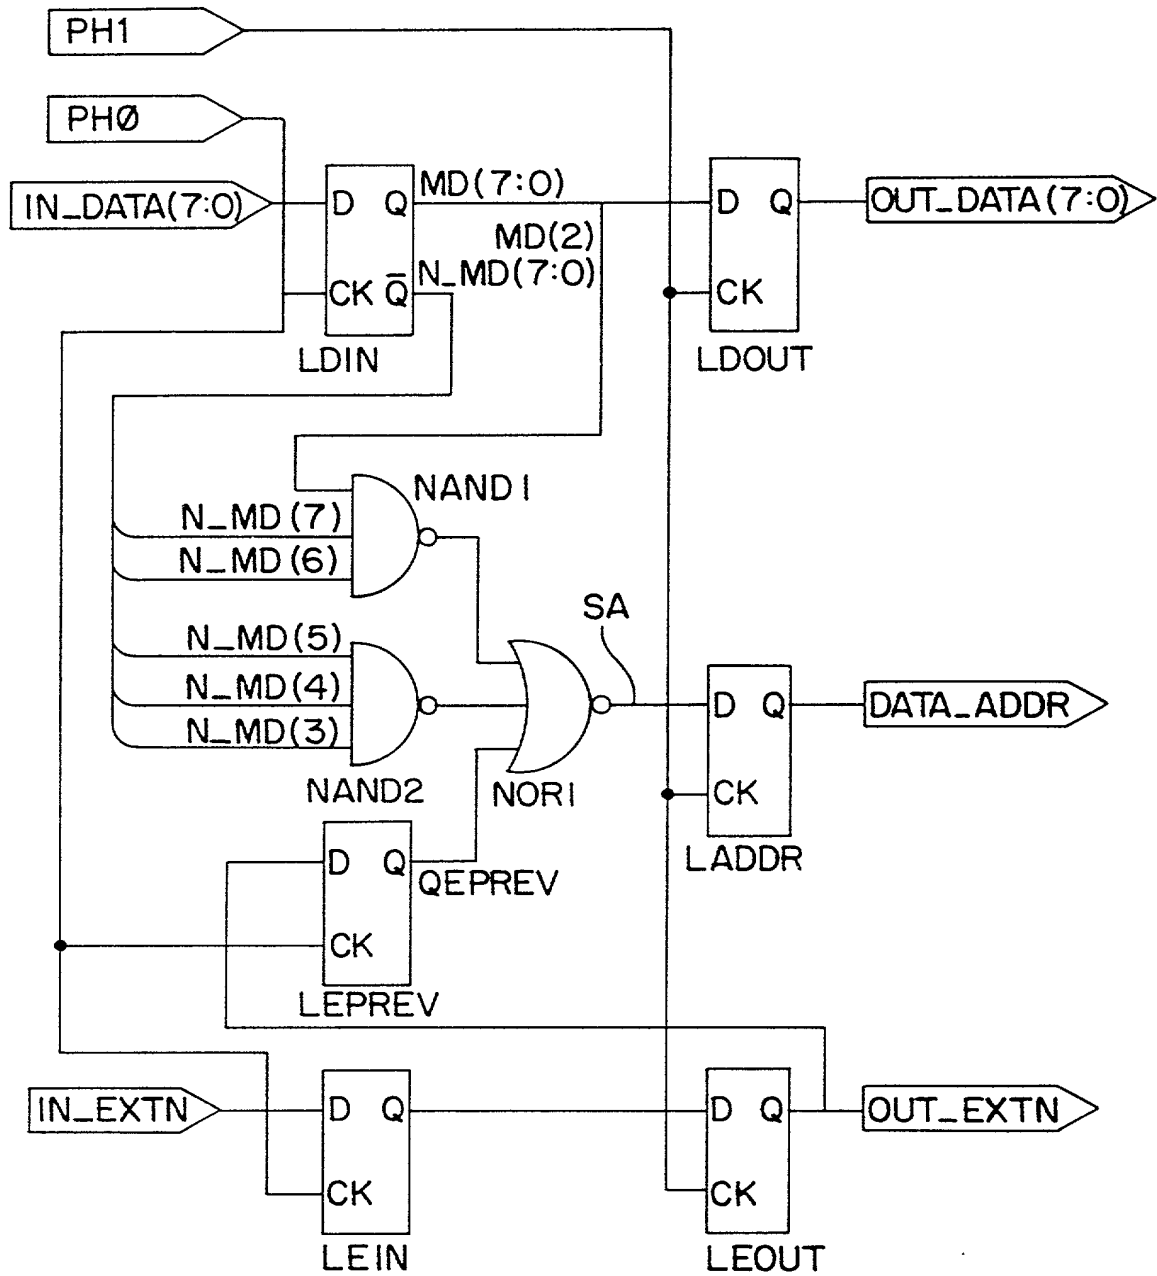 PH1
PHØ
IN_DATA(7:0)
D Q
MD(7:0)
D Q
OUT_DATA(7:0)
MD(2)
N_MD(7:0)
CK Q̅
CK
LDIN
LDOUT
NAND1
N_MD(7)
N_MD(6)
SA
N_MD(5)
N_MD(4)
N_MD(3)
D Q
DATA_ADDR
NAND2
NOR1
CK
LADDR
D Q
QEPREV
CK
LEPREV
IN_EXTN
D Q
D Q
OUT_EXTN
CK
CK
LEIN
LEOUT